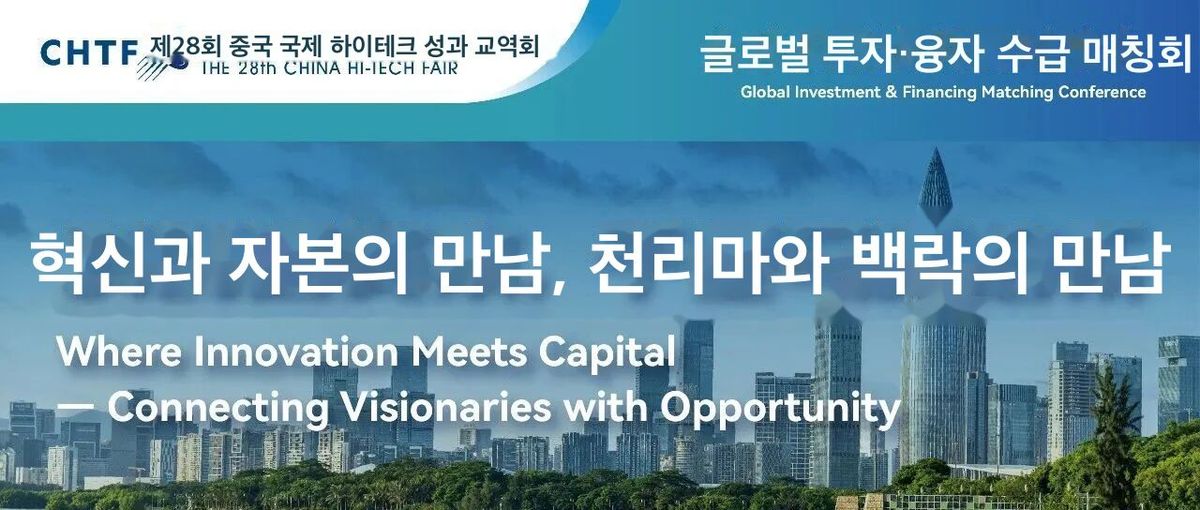 CHTF 제28회 중국 국제 하이테크 성과 교역회
THE 28th CHINA HI-TECH FAIR
글로벌 투자·융자 수급 매칭회
Global Investment & Financing Matching Conference
혁신과 자본의 만남, 천리마와 백락의 만남
Where Innovation Meets Capital
— Connecting Visionaries with Opportunity